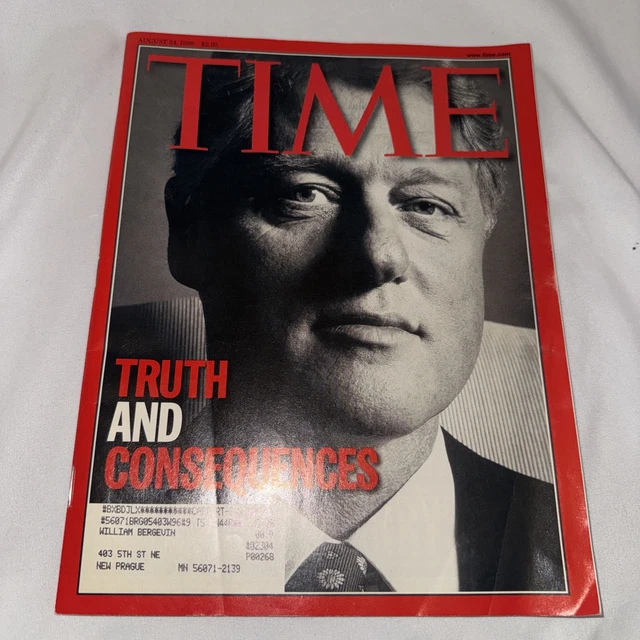 AUGUST 24, 1998
www.time.com
TIME
TRUTH
AND
CONSEQUENCES
WILLIAM BERGEVIN
#92304
403 5TH ST NE
P00268
NEW PRAGUE MN 56071-2139